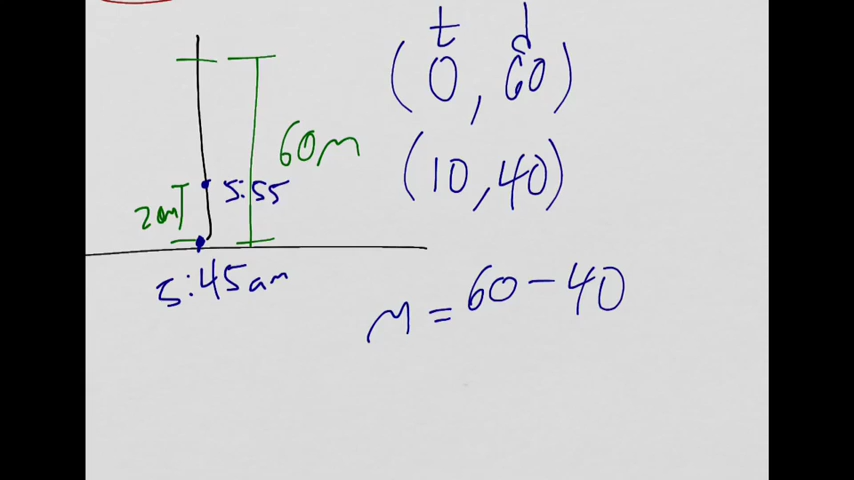 t d
(0, 60)
60m
(10, 40)
5:55
20m
5:45am
m = 60 - 40